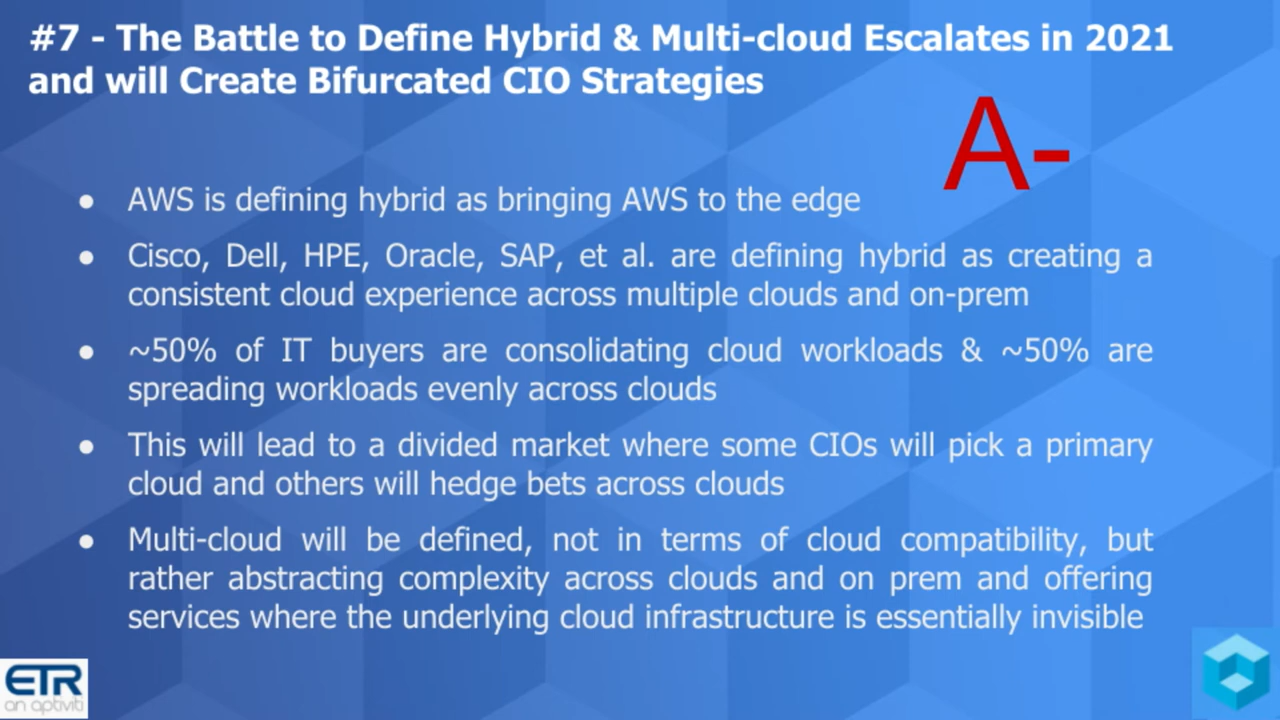 #7 - The Battle to Define Hybrid & Multi-cloud Escalates in 2021
and will Create Bifurcated CIO Strategies
A-
● AWS is defining hybrid as bringing AWS to the edge
● Cisco, Dell, HPE, Oracle, SAP, et al. are defining hybrid as creating a
consistent cloud experience across multiple clouds and on-prem
● ~50% of IT buyers are consolidating cloud workloads & ~50% are
spreading workloads evenly across clouds
● This will lead to a divided market where some CIOs will pick a primary
cloud and others will hedge bets across clouds
● Multi-cloud will be defined, not in terms of cloud compatibility, but
rather abstracting complexity across clouds and on prem and offering
services where the underlying cloud infrastructure is essentially invisible
ETR
an aptiviti